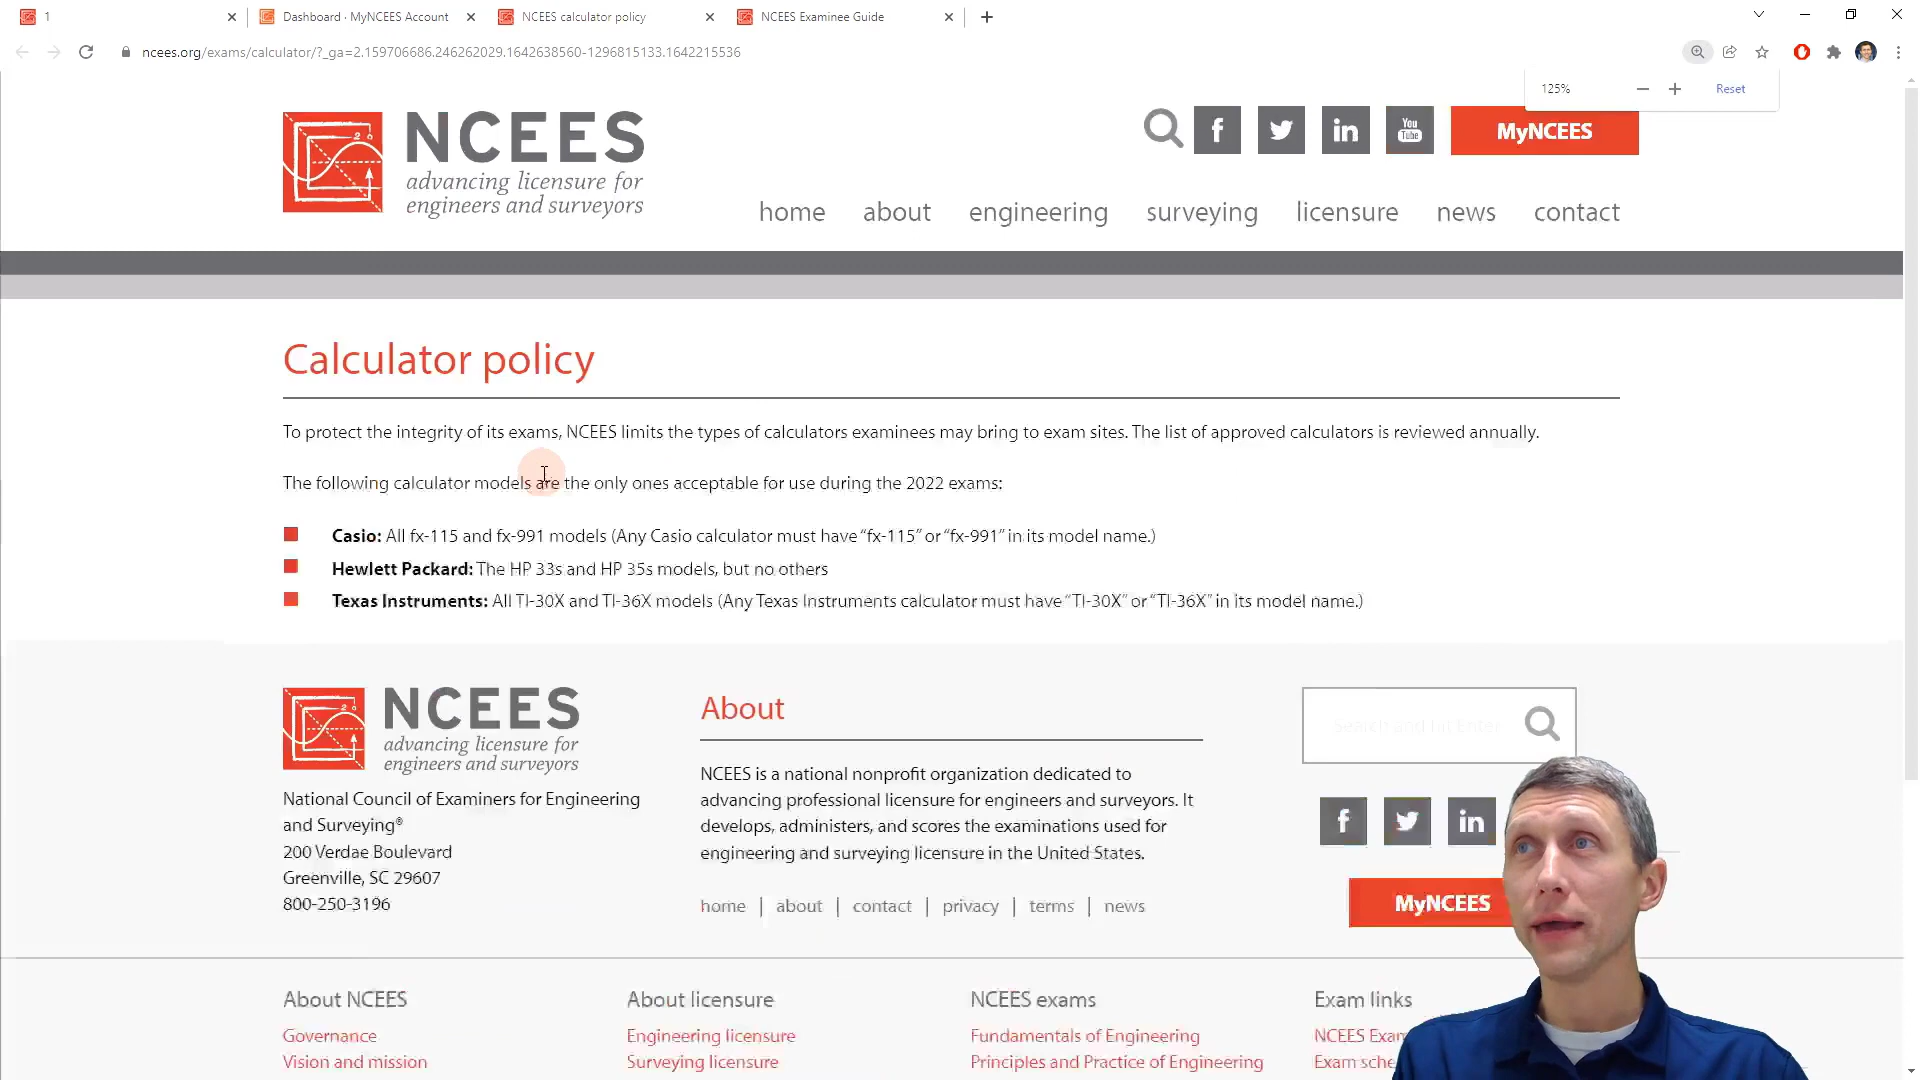 1
Dashboard · MyNCEES Account
NCEES calculator policy
NCEES Examinee Guide
ncees.org/exams/calculator/?_ga=2.159706686.246262029.1642638560-1296815133.1642215536
125%
Reset
NCEES
advancing licensure for
engineers and surveyors
You
Tube
MyNCEES
home about engineering surveying licensure news contact
Calculator policy
To protect the integrity of its exams, NCEES limits the types of calculators examinees may bring to exam sites. The list of approved calculators is reviewed annually.
The following calculator models are the only ones acceptable for use during the 2022 exams:
Casio: All fx-115 and fx-991 models (Any Casio calculator must have “fx-115” or “fx-991” in its model name.)
Hewlett Packard: The HP 33s and HP 35s models, but no others
Texas Instruments: All TI-30X and TI-36X models (Any Texas Instruments calculator must have “TI-30X” or “TI-36X” in its model name.)
NCEES
advancing licensure for
engineers and surveyors
National Council of Examiners for Engineering
and Surveying®
200 Verdae Boulevard
Greenville, SC 29607
800-250-3196
About
NCEES is a national nonprofit organization dedicated to
advancing professional licensure for engineers and surveyors. It
develops, administers, and scores the examinations used for
engineering and surveying licensure in the United States.
home | about | contact | privacy | terms | news
Search and hit Enter
MyNCEES
About NCEES
Governance
Vision and mission
About licensure
Engineering licensure
Surveying licensure
NCEES exams
Fundamentals of Engineering
Principles and Practice of Engineering
Exam links
NCEES Exam
Exam sche